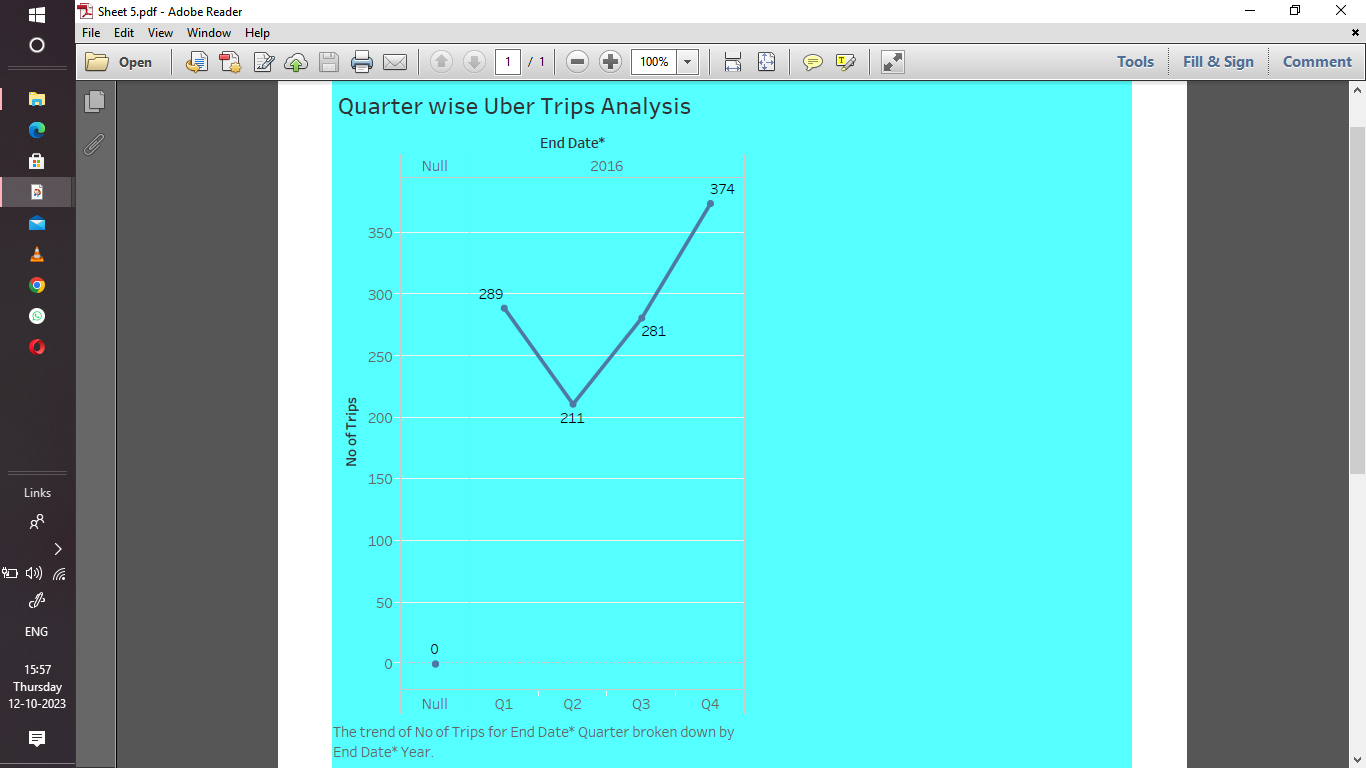 Sheet 5.pdf - Adobe Reader
File Edit View Window Help
Open 1 / 1 100% Tools Fill & Sign Comment
Quarter wise Uber Trips Analysis
End Date*
Null 2016
374
350
300
289
281
250
211
200
No of Trips
150
100
50
0
0
Null Q1 Q2 Q3 Q4
The trend of No of Trips for End Date* Quarter broken down by
End Date* Year.
Links
ENG
15:57
Thursday
12-10-2023